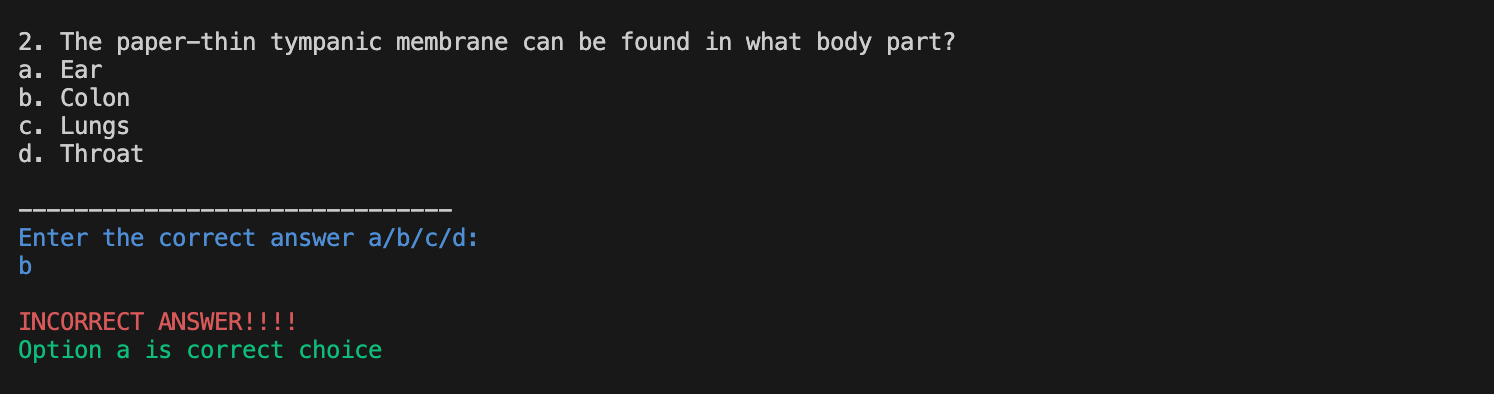 2. The paper-thin tympanic membrane can be found in what body part?
a. Ear
b. Colon
c. Lungs
d. Throat
_______________________________
Enter the correct answer a/b/c/d:
b
INCORRECT ANSWER!!!!
Option a is correct choice